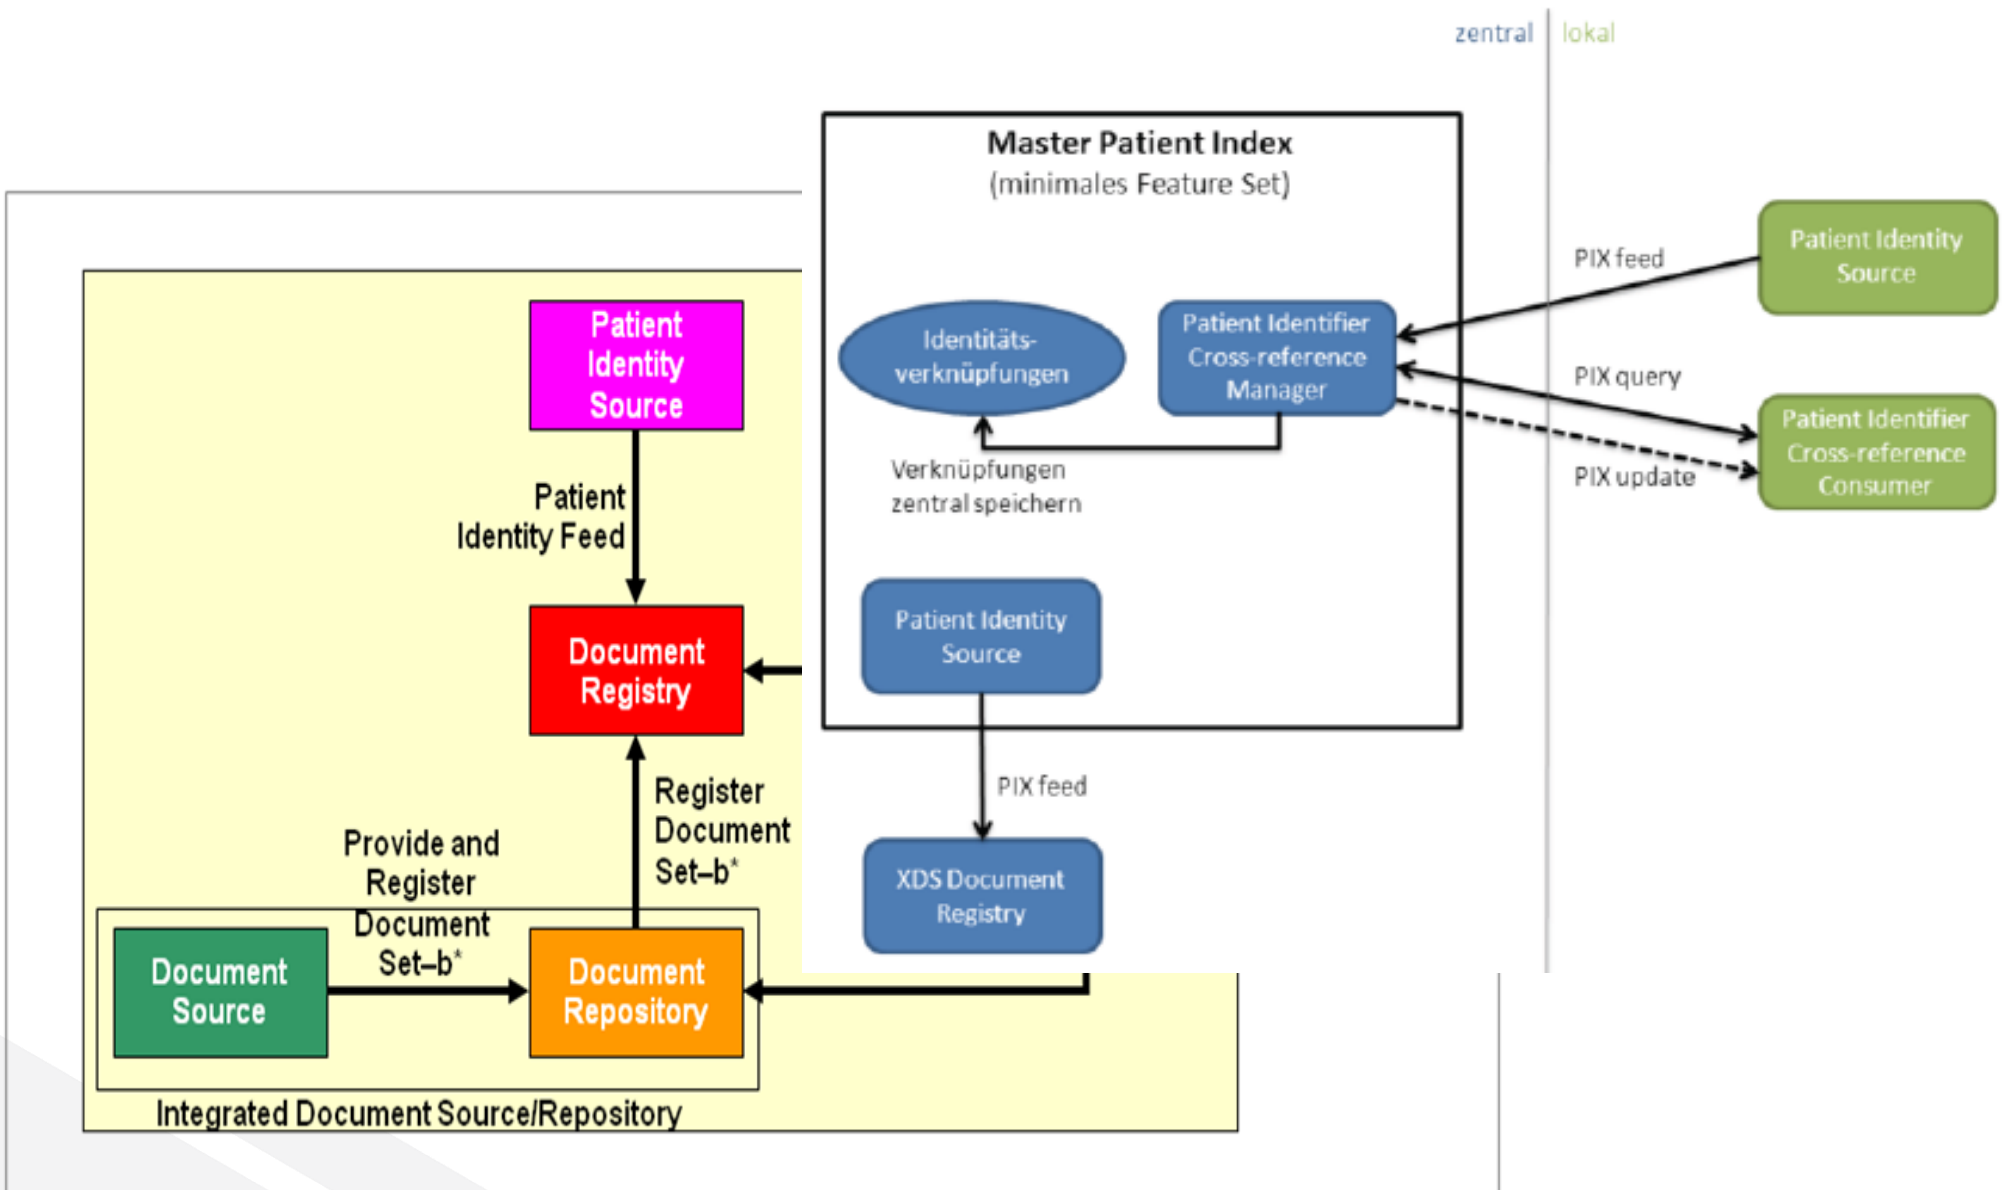 zentral
lokal
Master Patient Index
(minimales Feature Set)
Patient Identity
Source
PIX feed
Identitäts-
verknüpfungen
Patient Identifier
Cross-reference
Manager
PIX query
Patient Identifier
Cross-reference
Consumer
PIX update
Verknüpfungen
zentral speichern
Patient Identity
Source
PIX feed
XDS Document
Registry
Patient
Identity
Source
Patient
Identity Feed
Document
Registry
Register
Document
Set–b*
Provide and
Register
Document
Set–b*
Document
Source
Document
Repository
Integrated Document Source/Repository